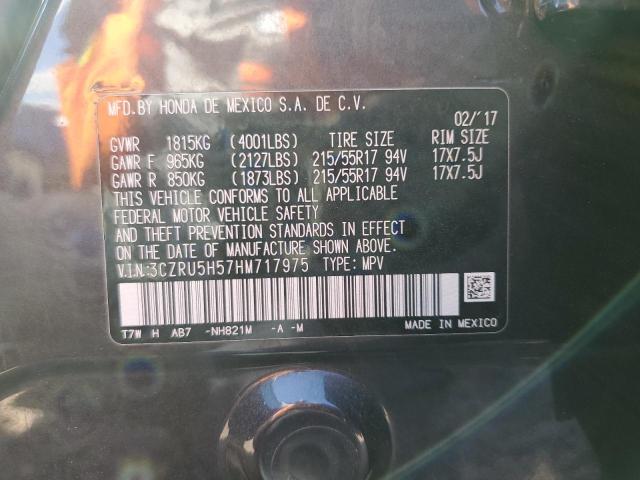 MFD.BY HONDA DE MEXICO S.A. DE C.V. 02/'17
GVWR 1815KG (4001LBS) TIRE SIZE RIM SIZE
GAWR F 965KG (2127LBS) 215/55R17 94V 17X7.5J
GAWR R 850KG (1873LBS) 215/55R17 94V 17X7.5J
THIS VEHICLE CONFORMS TO ALL APPLICABLE
FEDERAL MOTOR VEHICLE SAFETY
AND THEFT PREVENTION STANDARDS IN EFFECT
ON THE DATE OF MANUFACTURE SHOWN ABOVE.
V.I.N:3CZRU5H57HM717975 TYPE: MPV
T7W H AB7 -NH821M -A -M MADE IN MEXICO